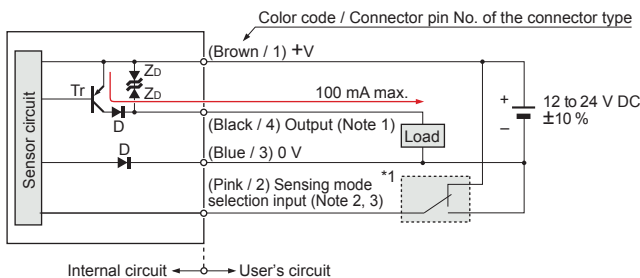 Color code / Connector pin No. of the connector type
(Brown / 1) +V
Tr
ZD
ZD
100 mA max.
D
(Black / 4) Output (Note 1)
Load
+
–
12 to 24 V DC
±10 %
Sensor circuit
D
(Blue / 3) 0 V
(Pink / 2) Sensing mode
selection input (Note 2, 3)
*1
Internal circuit
User's circuit